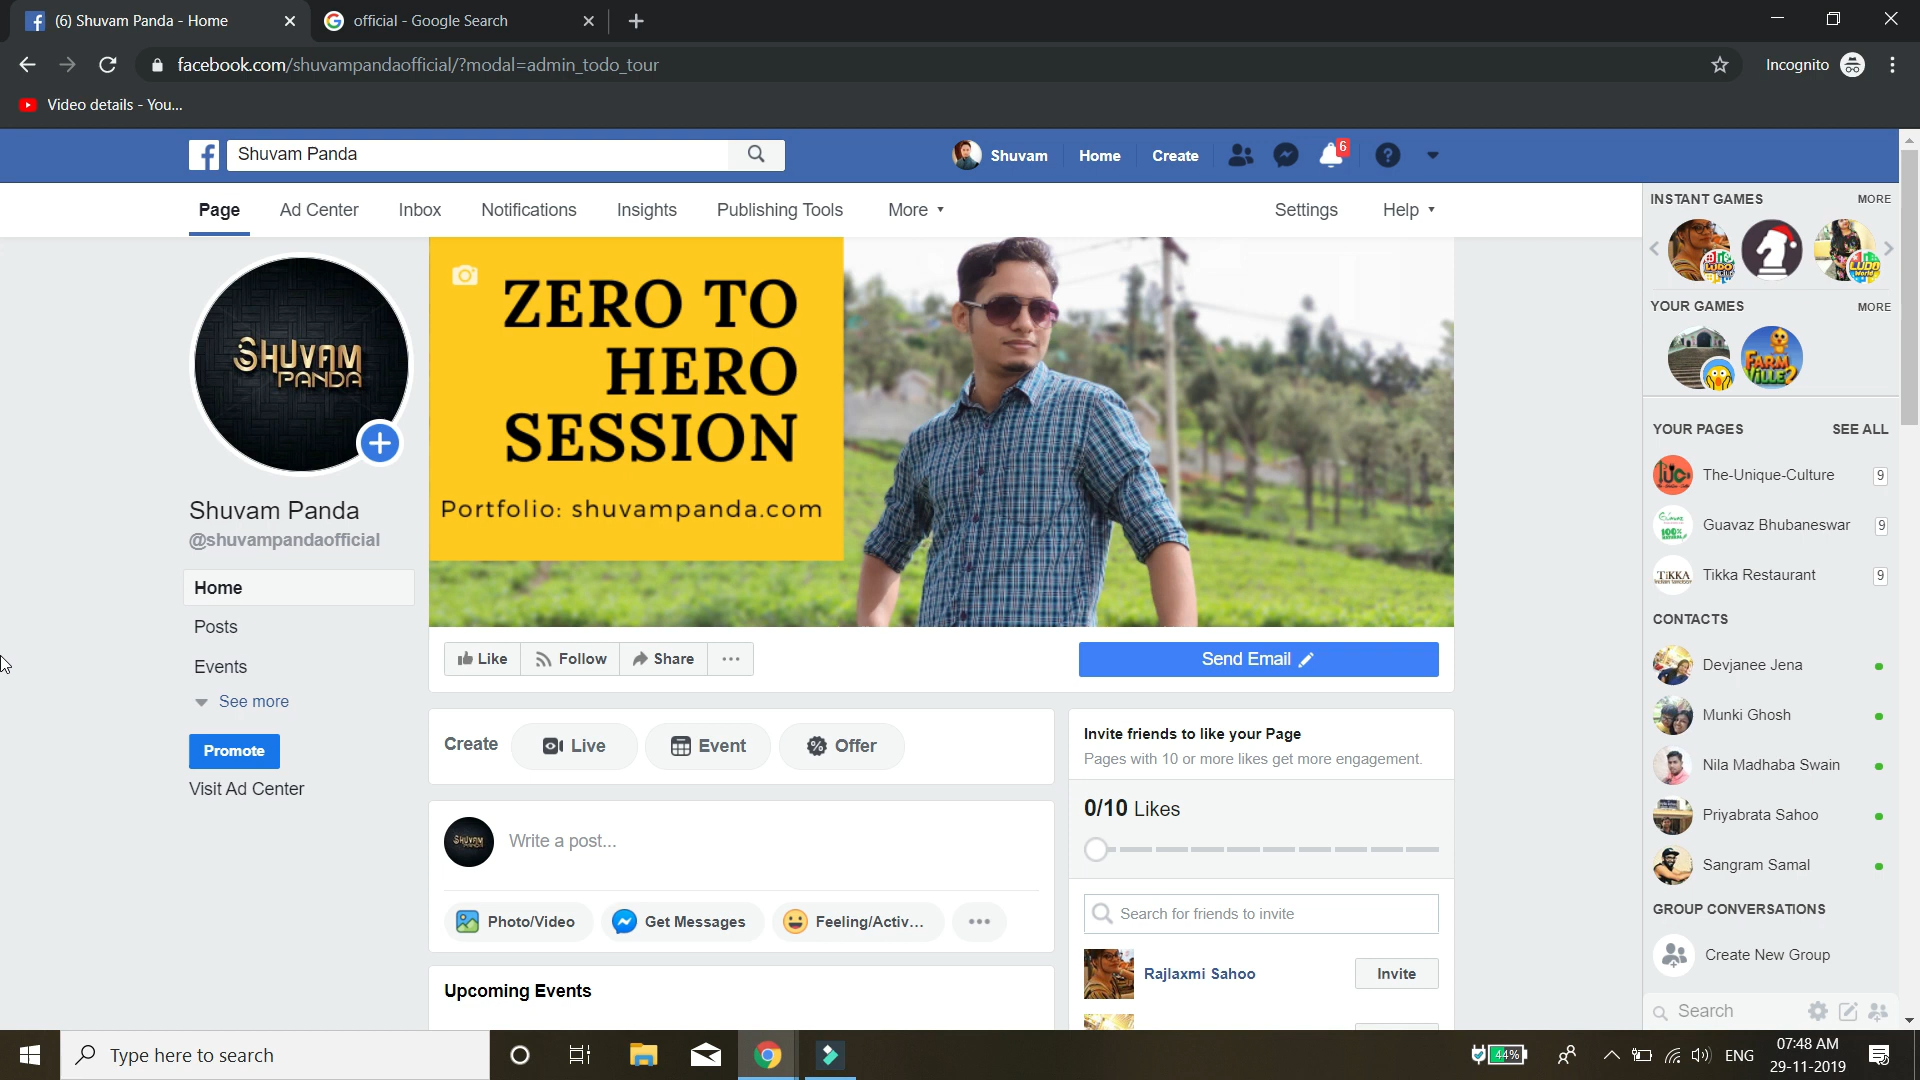 (6) Shuvam Panda - Home
official - Google Search
facebook.com/shuvampandaofficial/?modal=admin_todo_tour
Incognito
Video details - You...
Shuvam Panda
Shuvam
Home
Create
6
Page
Ad Center
Inbox
Notifications
Insights
Publishing Tools
More
Settings
Help
SHUVAM
PANDA
Shuvam Panda
@shuvampandaofficial
Home
Posts
Events
See more
Promote
Visit Ad Center
ZERO TO
HERO
SESSION
Portfolio: shuvampanda.com
Like
Follow
Share
Send Email
Create
Live
Event
Offer
Write a post...
Photo/Video
Get Messages
Feeling/Activ...
Upcoming Events
Invite friends to like your Page
Pages with 10 or more likes get more engagement.
0/10 Likes
Search for friends to invite
Rajlaxmi Sahoo
Invite
INSTANT GAMES
MORE
YOUR GAMES
MORE
FARM
VILLE2
YOUR PAGES
SEE ALL
The-Unique-Culture
9
Guavaz Bhubaneswar
9
TIKKA
Tikka Restaurant
9
CONTACTS
Devjanee Jena
Munki Ghosh
Nila Madhaba Swain
Priyabrata Sahoo
Sangram Samal
GROUP CONVERSATIONS
Create New Group
Search
Type here to search
44%
ENG
07:48 AM
29-11-2019